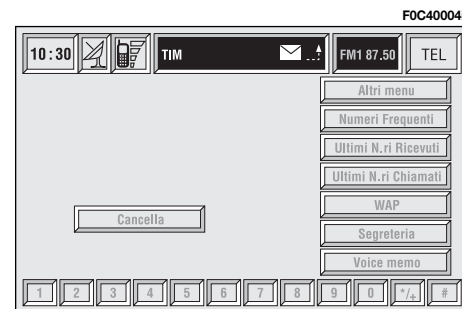 F0C40004
10:30 TIM FM1 87.50 TEL
Altri menu
Numeri Frequenti
Ultimi N.ri Ricevuti
Ultimi N.ri Chiamati
WAP
Cancella
Segreteria
Voice memo
1 2 3 4 5 6 7 8 9 0 */+ #